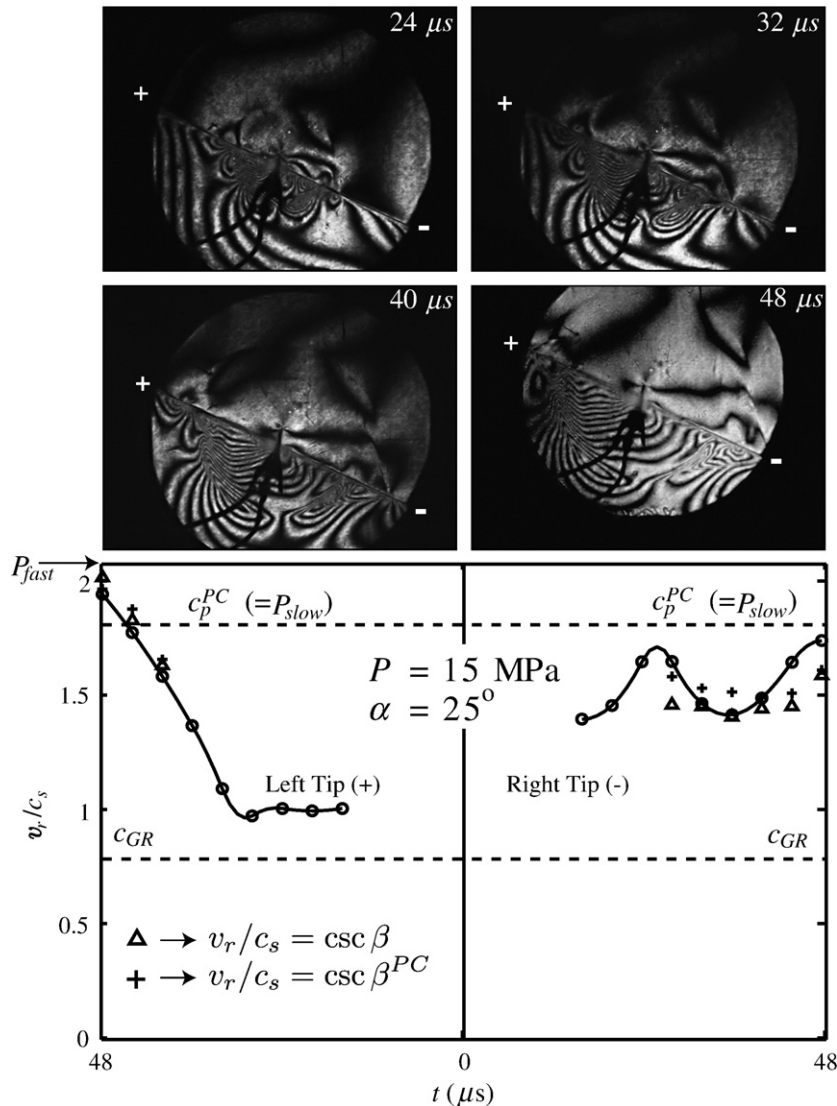 24 μs
32 μs
+
-
+
-
40 μs
48 μs
+
-
+
-
P_fast
2
1.5
1
0.5
0
v_r/c_s
c_p^PC (=P_slow)
c_p^PC (=P_slow)
P = 15 MPa
α = 25°
Left Tip (+)
Right Tip (-)
c_GR
c_GR
△ → v_r/c_s = csc β
+ → v_r/c_s = csc β^PC
48
0
48
t (μs)